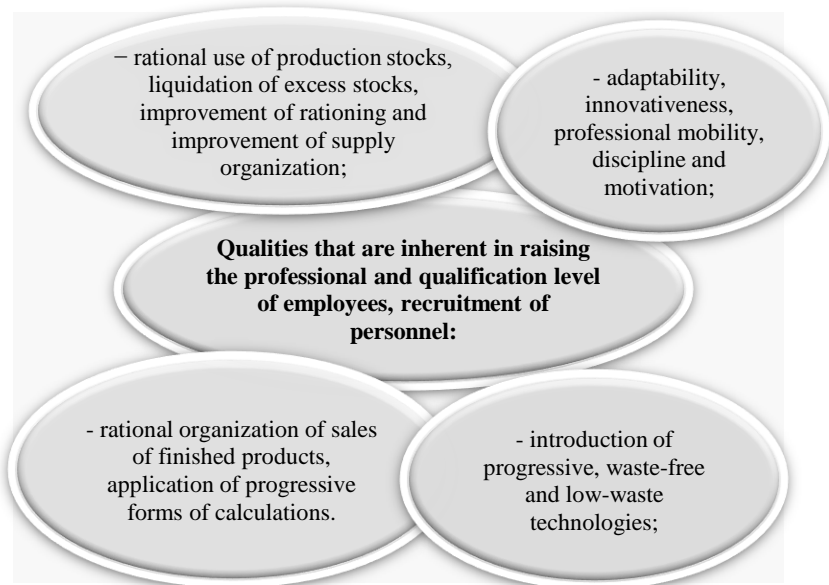 – rational use of production stocks,
liquidation of excess stocks,
improvement of rationing and
improvement of supply
organization;
- adaptability,
innovativeness,
professional mobility,
discipline and
motivation;
Qualities that are inherent in raising
the professional and qualification level
of employees, recruitment of
personnel:
- rational organization of sales
of finished products,
application of progressive
forms of calculations.
- introduction of
progressive, waste-free
and low-waste
technologies;